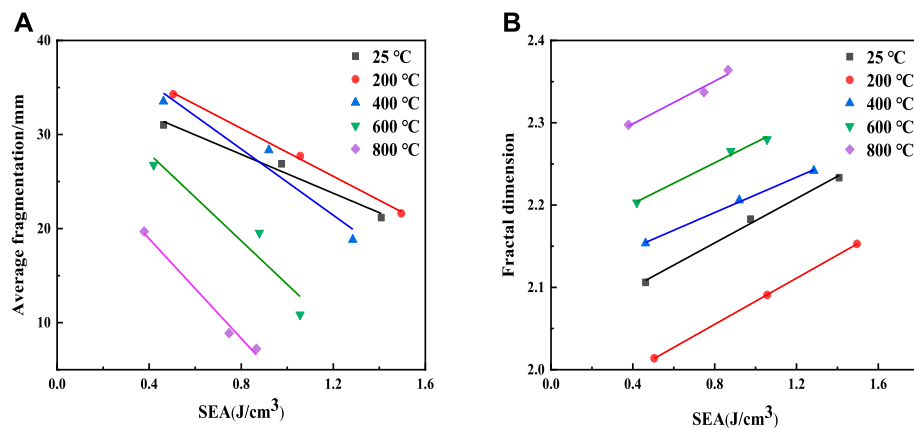 A
Average fragmentation/mm
40
30
20
10
0.0 0.4 0.8 1.2 1.6
SEA(J/cm³)
25 ℃
200 ℃
400 ℃
600 ℃
800 ℃
B
Fractal dimension
2.4
2.3
2.2
2.1
2.0
0.0 0.4 0.8 1.2 1.6
SEA(J/cm³)
25 ℃
200 ℃
400 ℃
600 ℃
800 ℃